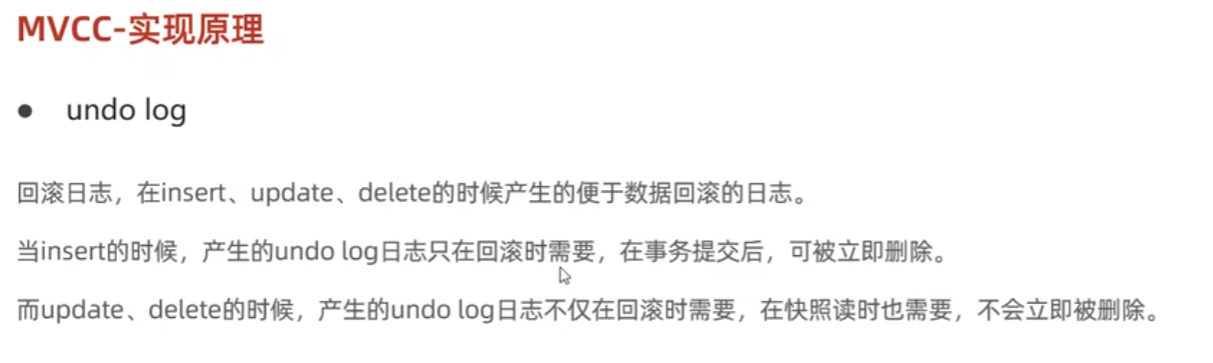 MVCC-实现原理
● undo log
回滚日志，在insert、update、delete的时候产生的便于数据回滚的日志。
当insert的时候，产生的undo log日志只在回滚时需要，在事务提交后，可被立即删除。
而update、delete的时候，产生的undo log日志不仅在回滚时需要，在快照读时也需要，不会立即被删除。